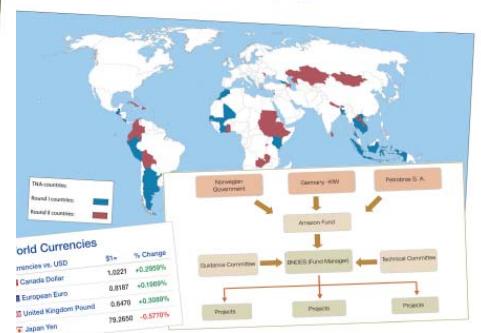 TNA countries:
Round I countries:
Round II countries:
Norwegian
Government
Germany -KfW
Petrobras S. A.
Amazon Fund
Guidance Committee
BNDES (Fund Manager)
Technical Committee
Projects
Projects
Projects
orld Currencies
rrencies vs. USD
$1=
% Change
Canada Dollar
1.0221
+0.2959%
European Euro
0.8187
+0.1989%
United Kingdom Pound
0.6470
+0.3089%
Japan Yen
79.2650
-0.5770%